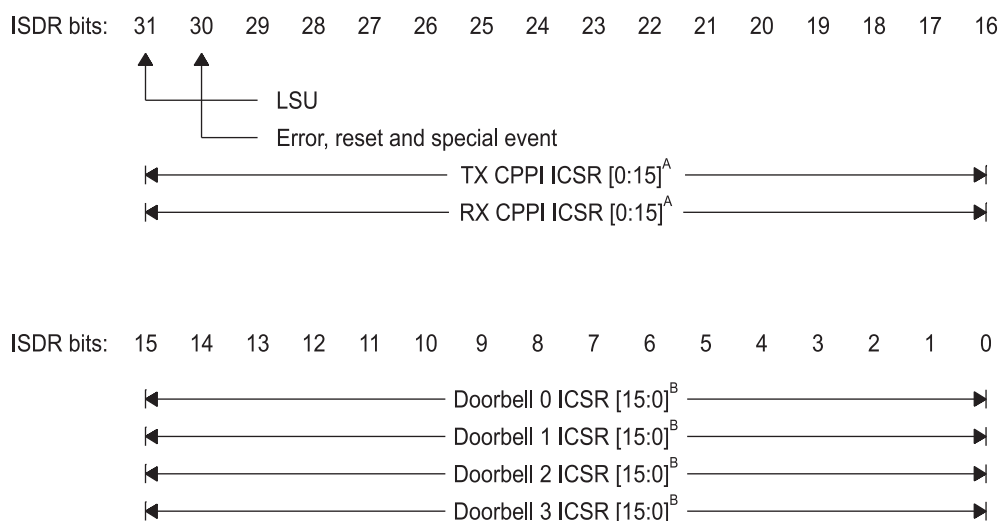 ISDR bits: 31 30 29 28 27 26 25 24 23 22 21 20 19 18 17 16
LSU
Error, reset and special event
TX CPPI ICSR [0:15]A
RX CPPI ICSR [0:15]A
ISDR bits: 15 14 13 12 11 10 9 8 7 6 5 4 3 2 1 0
Doorbell 0 ICSR [15:0]B
Doorbell 1 ICSR [15:0]B
Doorbell 2 ICSR [15:0]B
Doorbell 3 ICSR [15:0]B